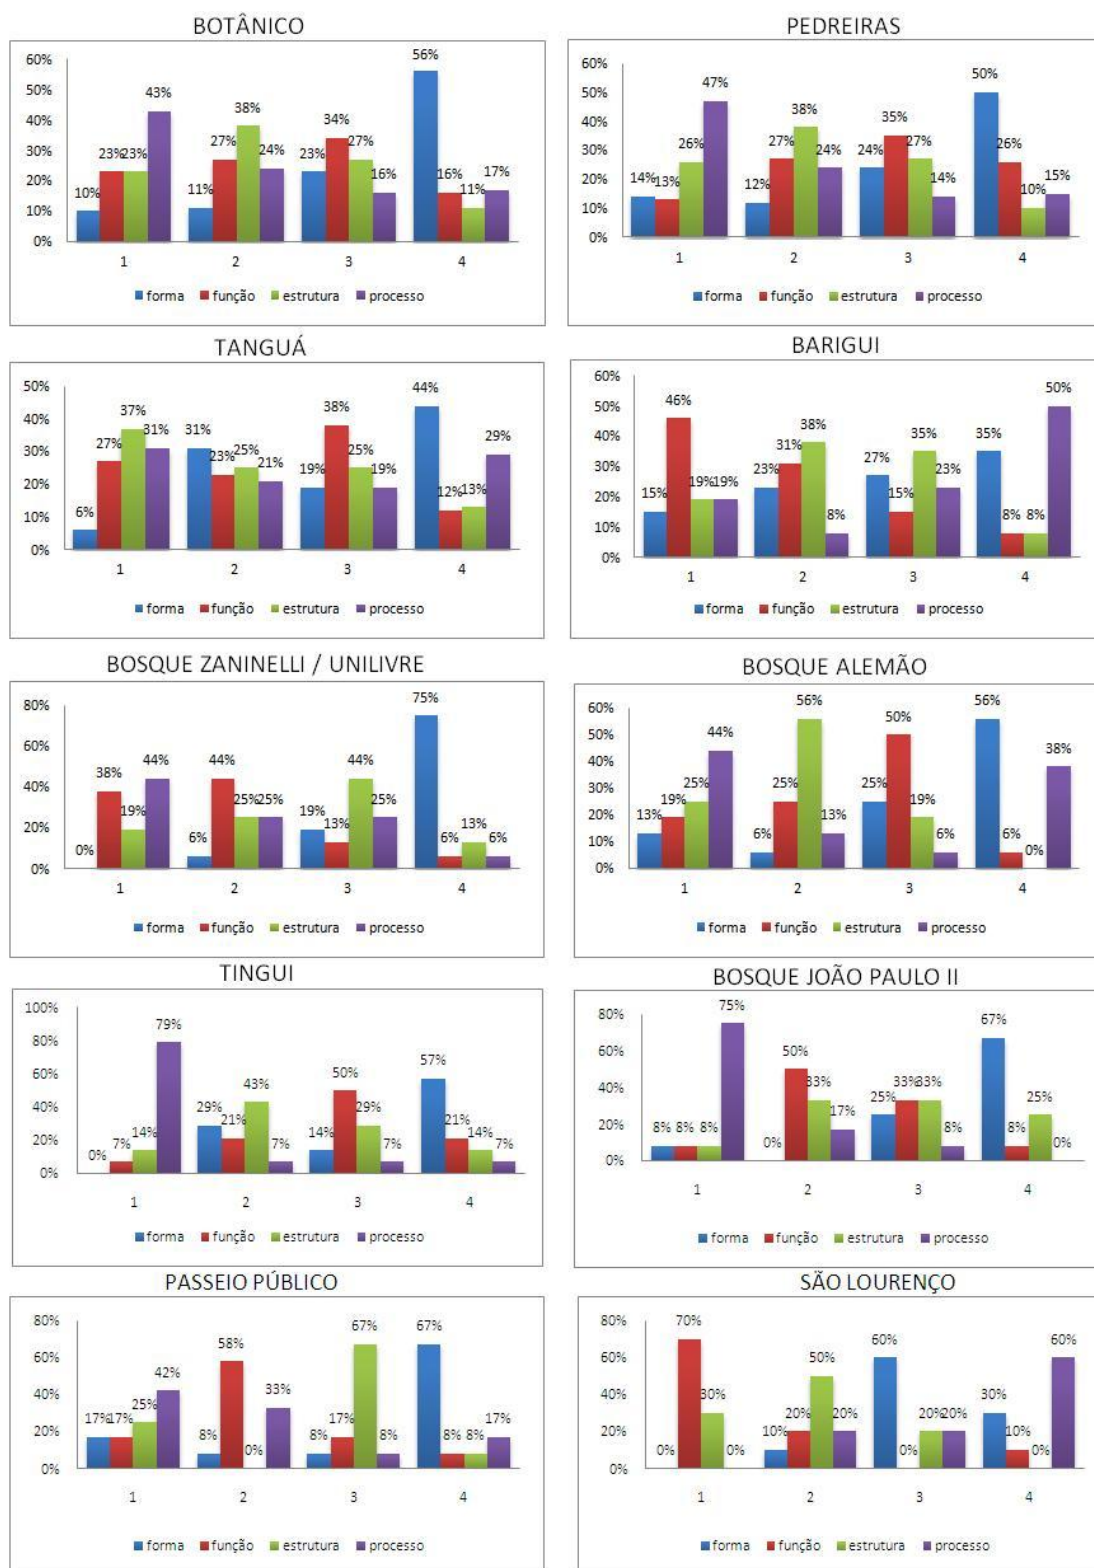 BOTÂNICO
60%
50%
40%
30%
20%
10%
0%
10% 23% 23% 43%
11% 27% 38% 24%
23% 34% 27% 16%
56% 16% 11% 17%
1 2 3 4
forma função estrutura processo
PEDREIRAS
60%
50%
40%
30%
20%
10%
0%
14% 13% 26% 47%
12% 27% 38% 24%
24% 35% 27% 14%
50% 26% 10% 15%
1 2 3 4
forma função estrutura processo
TANGUÁ
50%
40%
30%
20%
10%
0%
6% 27% 37% 31%
31% 23% 25% 21%
19% 38% 25% 19%
44% 12% 13% 29%
1 2 3 4
forma função estrutura processo
BARIGUI
60%
50%
40%
30%
20%
10%
0%
15% 46% 19% 19%
23% 31% 38% 8%
27% 15% 35% 23%
35% 8% 8% 50%
1 2 3 4
forma função estrutura processo
BOSQUE ZANINELLI / UNILIVRE
80%
60%
40%
20%
0%
0% 38% 19% 44%
6% 44% 25% 25%
19% 13% 44% 25%
75% 6% 13% 6%
1 2 3 4
forma função estrutura processo
BOSQUE ALEMÃO
60%
50%
40%
30%
20%
10%
0%
13% 19% 25% 44%
6% 25% 56% 13%
25% 50% 19% 6%
56% 6% 0% 38%
1 2 3 4
forma função estrutura processo
TINGUI
100%
80%
60%
40%
20%
0%
0% 7% 14% 79%
29% 21% 43% 7%
14% 50% 29% 7%
57% 21% 14% 7%
1 2 3 4
forma função estrutura processo
BOSQUE JOÃO PAULO II
80%
60%
40%
20%
0%
8% 8% 8% 75%
0% 50% 33% 17%
25% 33% 33% 8%
67% 8% 25% 0%
1 2 3 4
forma função estrutura processo
PASSEIO PÚBLICO
80%
60%
40%
20%
0%
17% 17% 25% 42%
8% 58% 0% 33%
8% 17% 67% 8%
67% 8% 8% 17%
1 2 3 4
forma função estrutura processo
SÃO LOURENÇO
80%
60%
40%
20%
0%
0% 70% 30% 0%
10% 20% 50% 20%
60% 0% 20% 20%
30% 10% 0% 60%
1 2 3 4
forma função estrutura processo